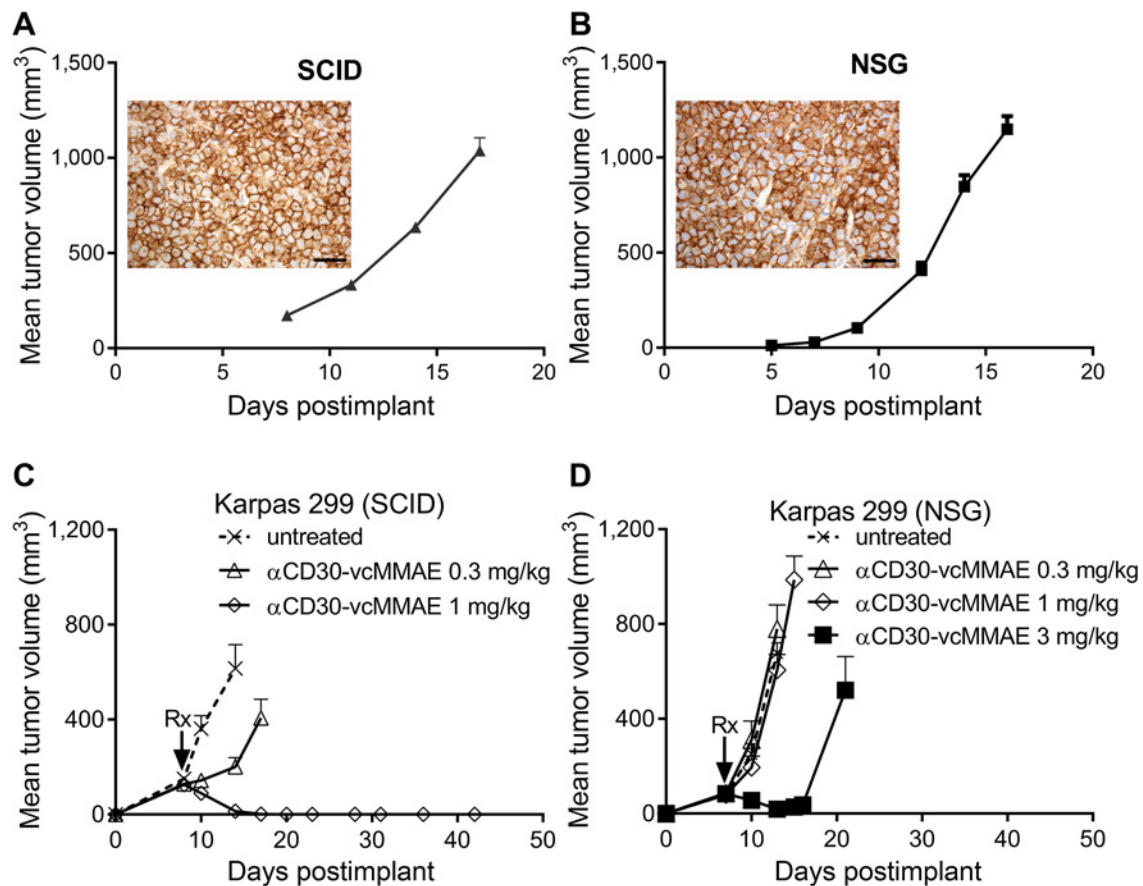 A
Mean tumor volume (mm3)
1,500
1,000
500
0
SCID
0 5 10 15 20
Days postimplant
B
Mean tumor volume (mm3)
1,500
1,000
500
0
NSG
0 5 10 15 20
Days postimplant
C
Mean tumor volume (mm3)
1,200
800
400
0
Karpas 299 (SCID)
untreated
αCD30-vcMMAE 0.3 mg/kg
αCD30-vcMMAE 1 mg/kg
Rx
0 10 20 30 40 50
Days postimplant
D
Mean tumor volume (mm3)
1,200
800
400
0
Karpas 299 (NSG)
untreated
αCD30-vcMMAE 0.3 mg/kg
αCD30-vcMMAE 1 mg/kg
αCD30-vcMMAE 3 mg/kg
Rx
0 10 20 30 40 50
Days postimplant